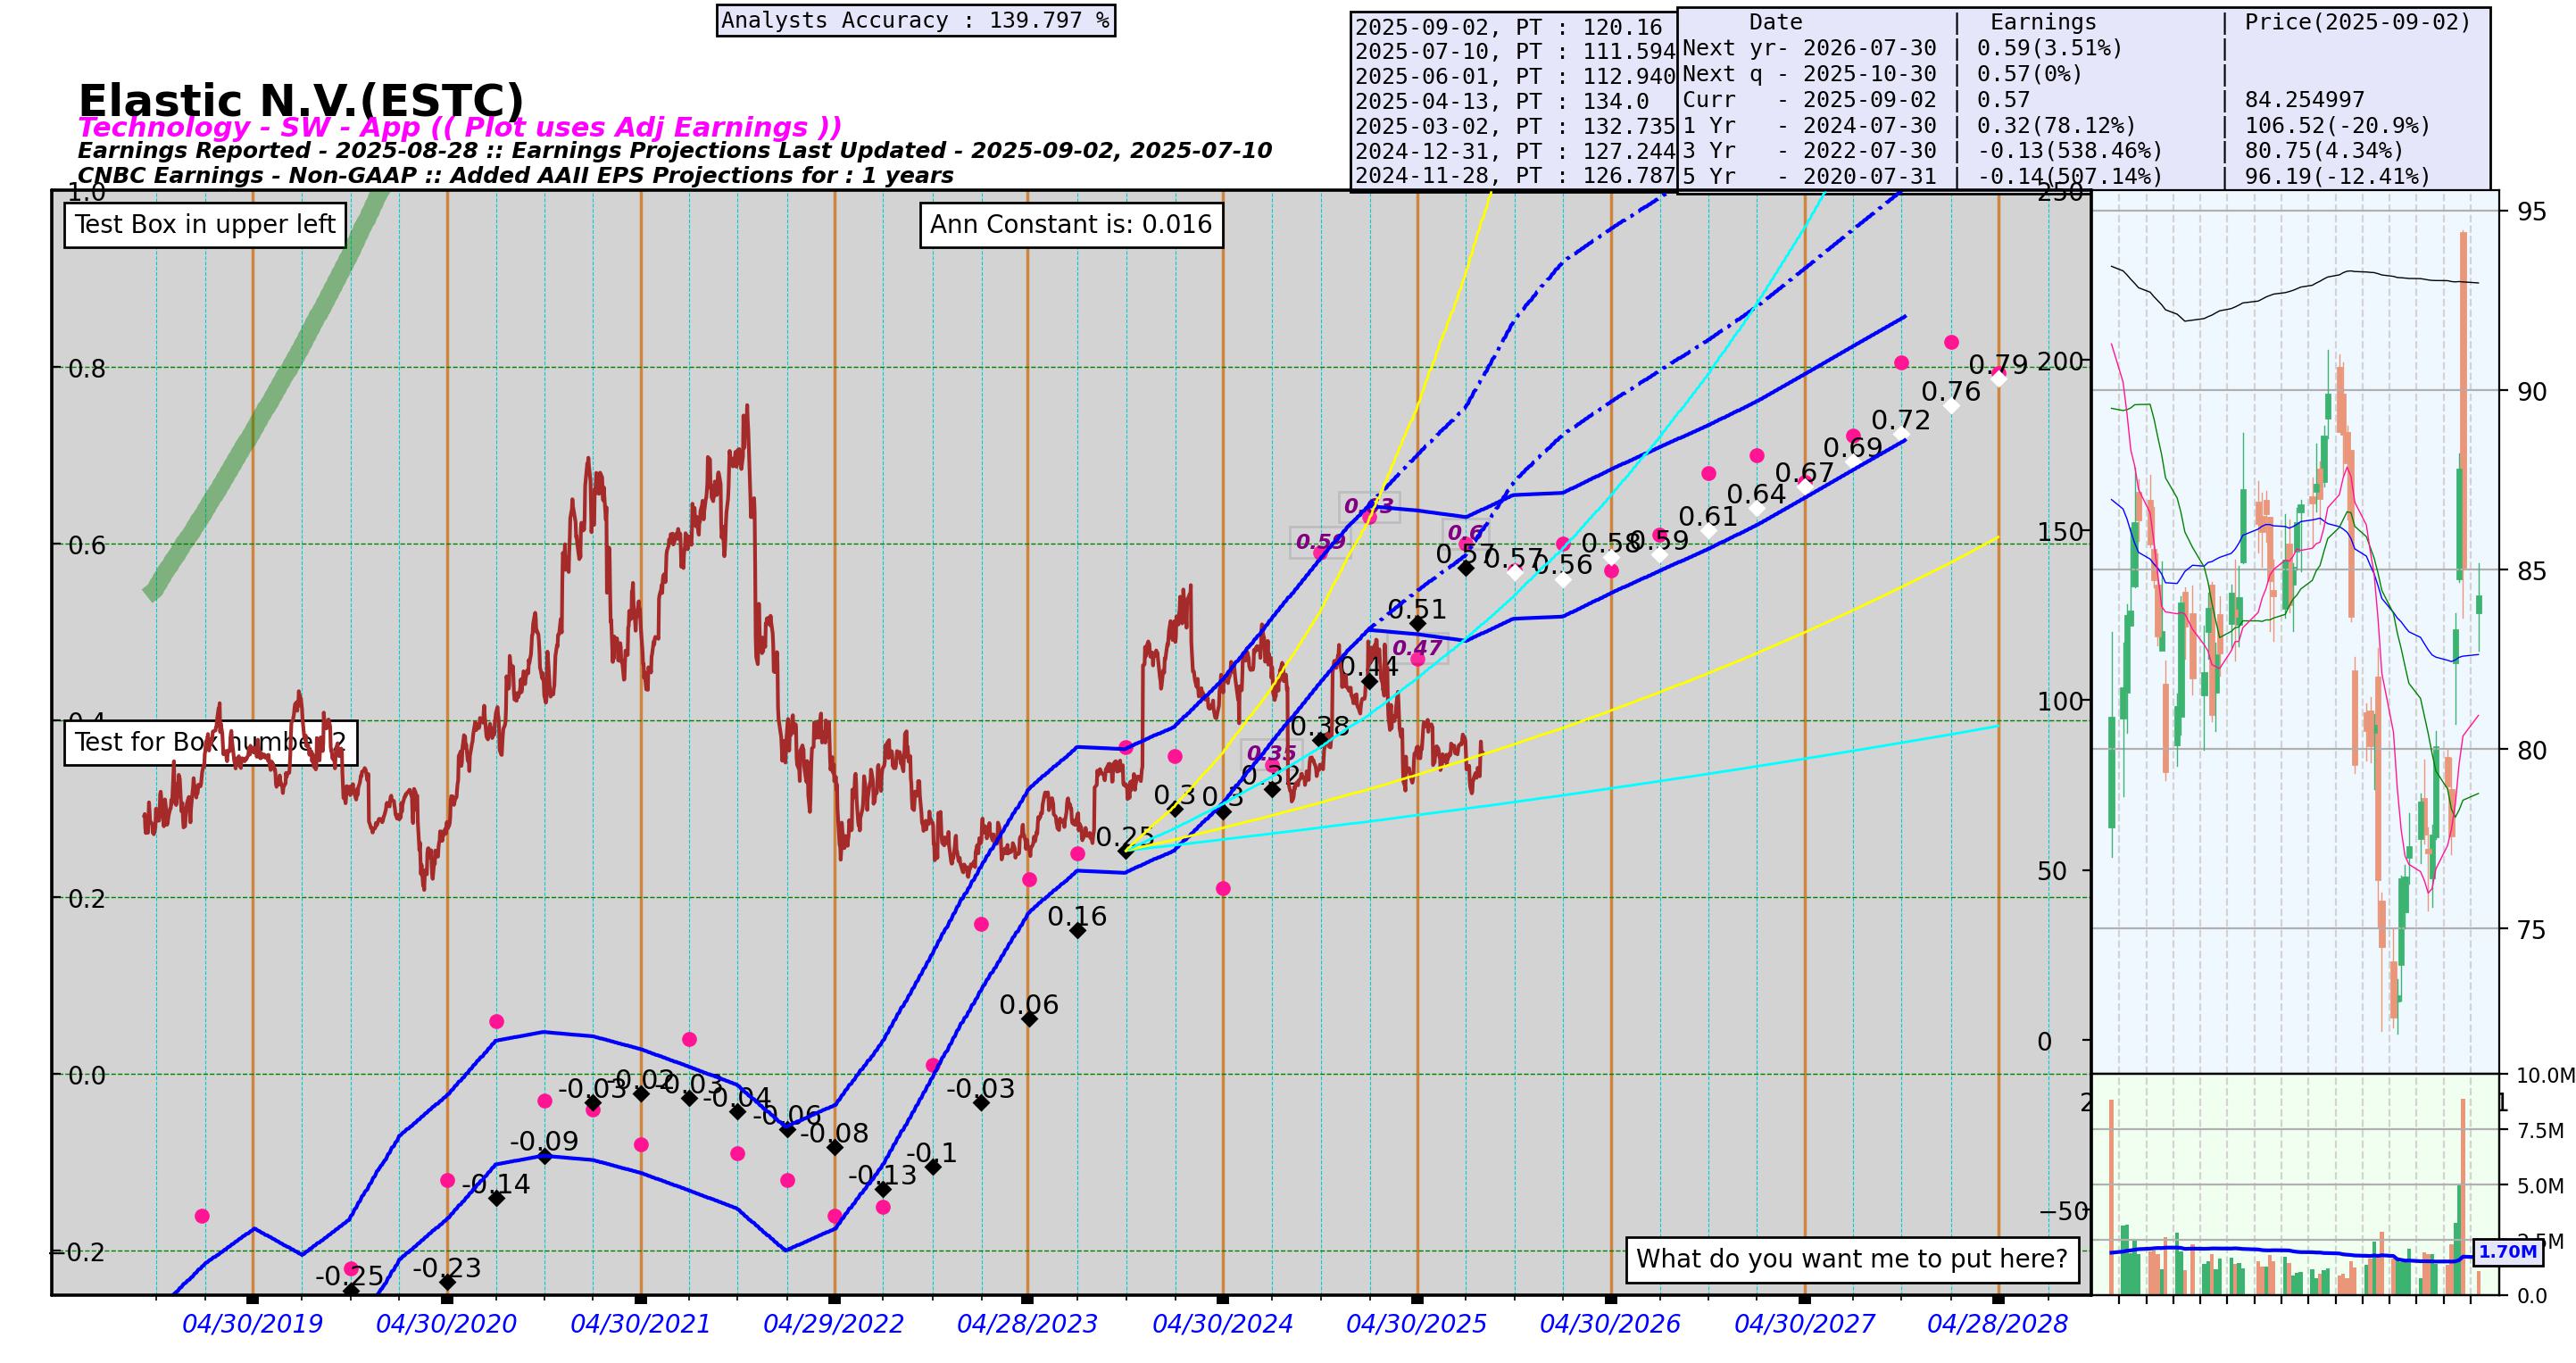 Analysts Accuracy : 139.797 %
2025-09-02, PT : 120.16
2025-07-10, PT : 111.594
2025-06-01, PT : 112.940
2025-04-13, PT : 134.0
2025-03-02, PT : 132.735
2024-12-31, PT : 127.244
2024-11-28, PT : 126.787
Date | Earnings | Price(2025-09-02)
Next yr- 2026-07-30 | 0.59(3.51%) |
Next q - 2025-10-30 | 0.57(0%) |
Curr - 2025-09-02 | 0.57 | 84.254997
1 Yr - 2024-07-30 | 0.32(78.12%) | 106.52(-20.9%)
3 Yr - 2022-07-30 | -0.13(538.46%) | 80.75(4.34%)
5 Yr - 2020-07-31 | -0.14(507.14%) | 96.19(-12.41%)
Elastic N.V.(ESTC)
Technology - SW - App (( Plot uses Adj Earnings ))
Earnings Reported - 2025-08-28 :: Earnings Projections Last Updated - 2025-09-02, 2025-07-10
CNBC Earnings - Non-GAAP :: Added AAII EPS Projections for : 1 years
Test Box in upper left
Ann Constant is: 0.016
Test for Box number 2
What do you want me to put here?
1.0
0.8
0.6
0.4
0.2
0.0
−0.2
250
200
150
100
50
0
−50
95
90
85
80
75
10.0M
7.5M
5.0M
0.0
1.70M
-0.25
-0.23
-0.14
-0.09
-0.03
-0.02
-0.03
-0.04
-0.06
-0.08
-0.13
-0.1
-0.03
0.06
0.16
0.25
0.3
0.3
0.32
0.35
0.38
0.59
0.44
0.63
0.51
0.47
0.57
0.6
0.57
0.56
0.58
0.59
0.61
0.64
0.67
0.69
0.72
0.76
0.79
04/30/2019
04/30/2020
04/30/2021
04/29/2022
04/28/2023
04/30/2024
04/30/2025
04/30/2026
04/30/2027
04/28/2028